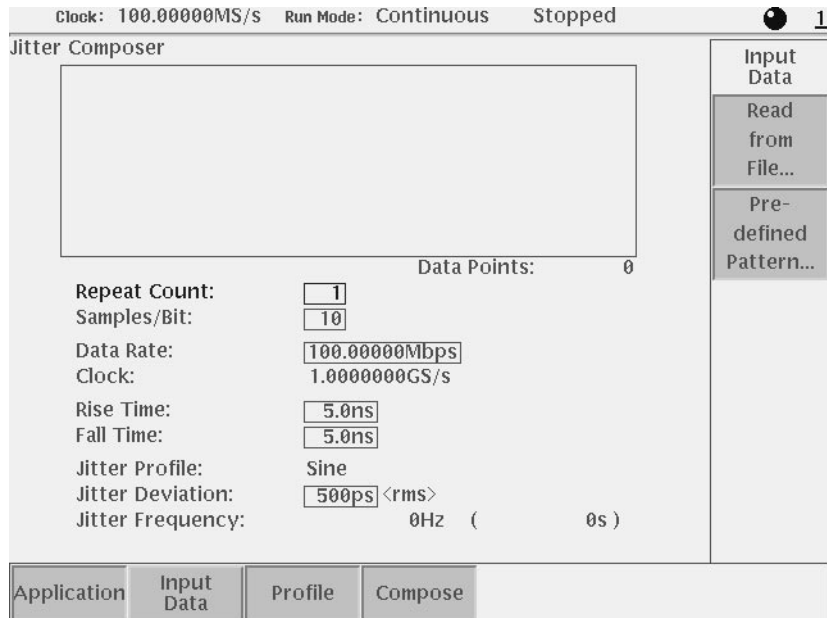 Clock: 100.00000MS/s Run Mode: Continuous Stopped 1
Jitter Composer
Input
Data
Read
from
File...
Pre-
defined
Pattern...
Data Points: 0
Repeat Count: 1
Samples/Bit: 10
Data Rate: 100.00000Mbps
Clock: 1.0000000GS/s
Rise Time: 5.0ns
Fall Time: 5.0ns
Jitter Profile: Sine
Jitter Deviation: 500ps <rms>
Jitter Frequency: 0Hz ( 0s )
Application
Input
Data
Profile
Compose